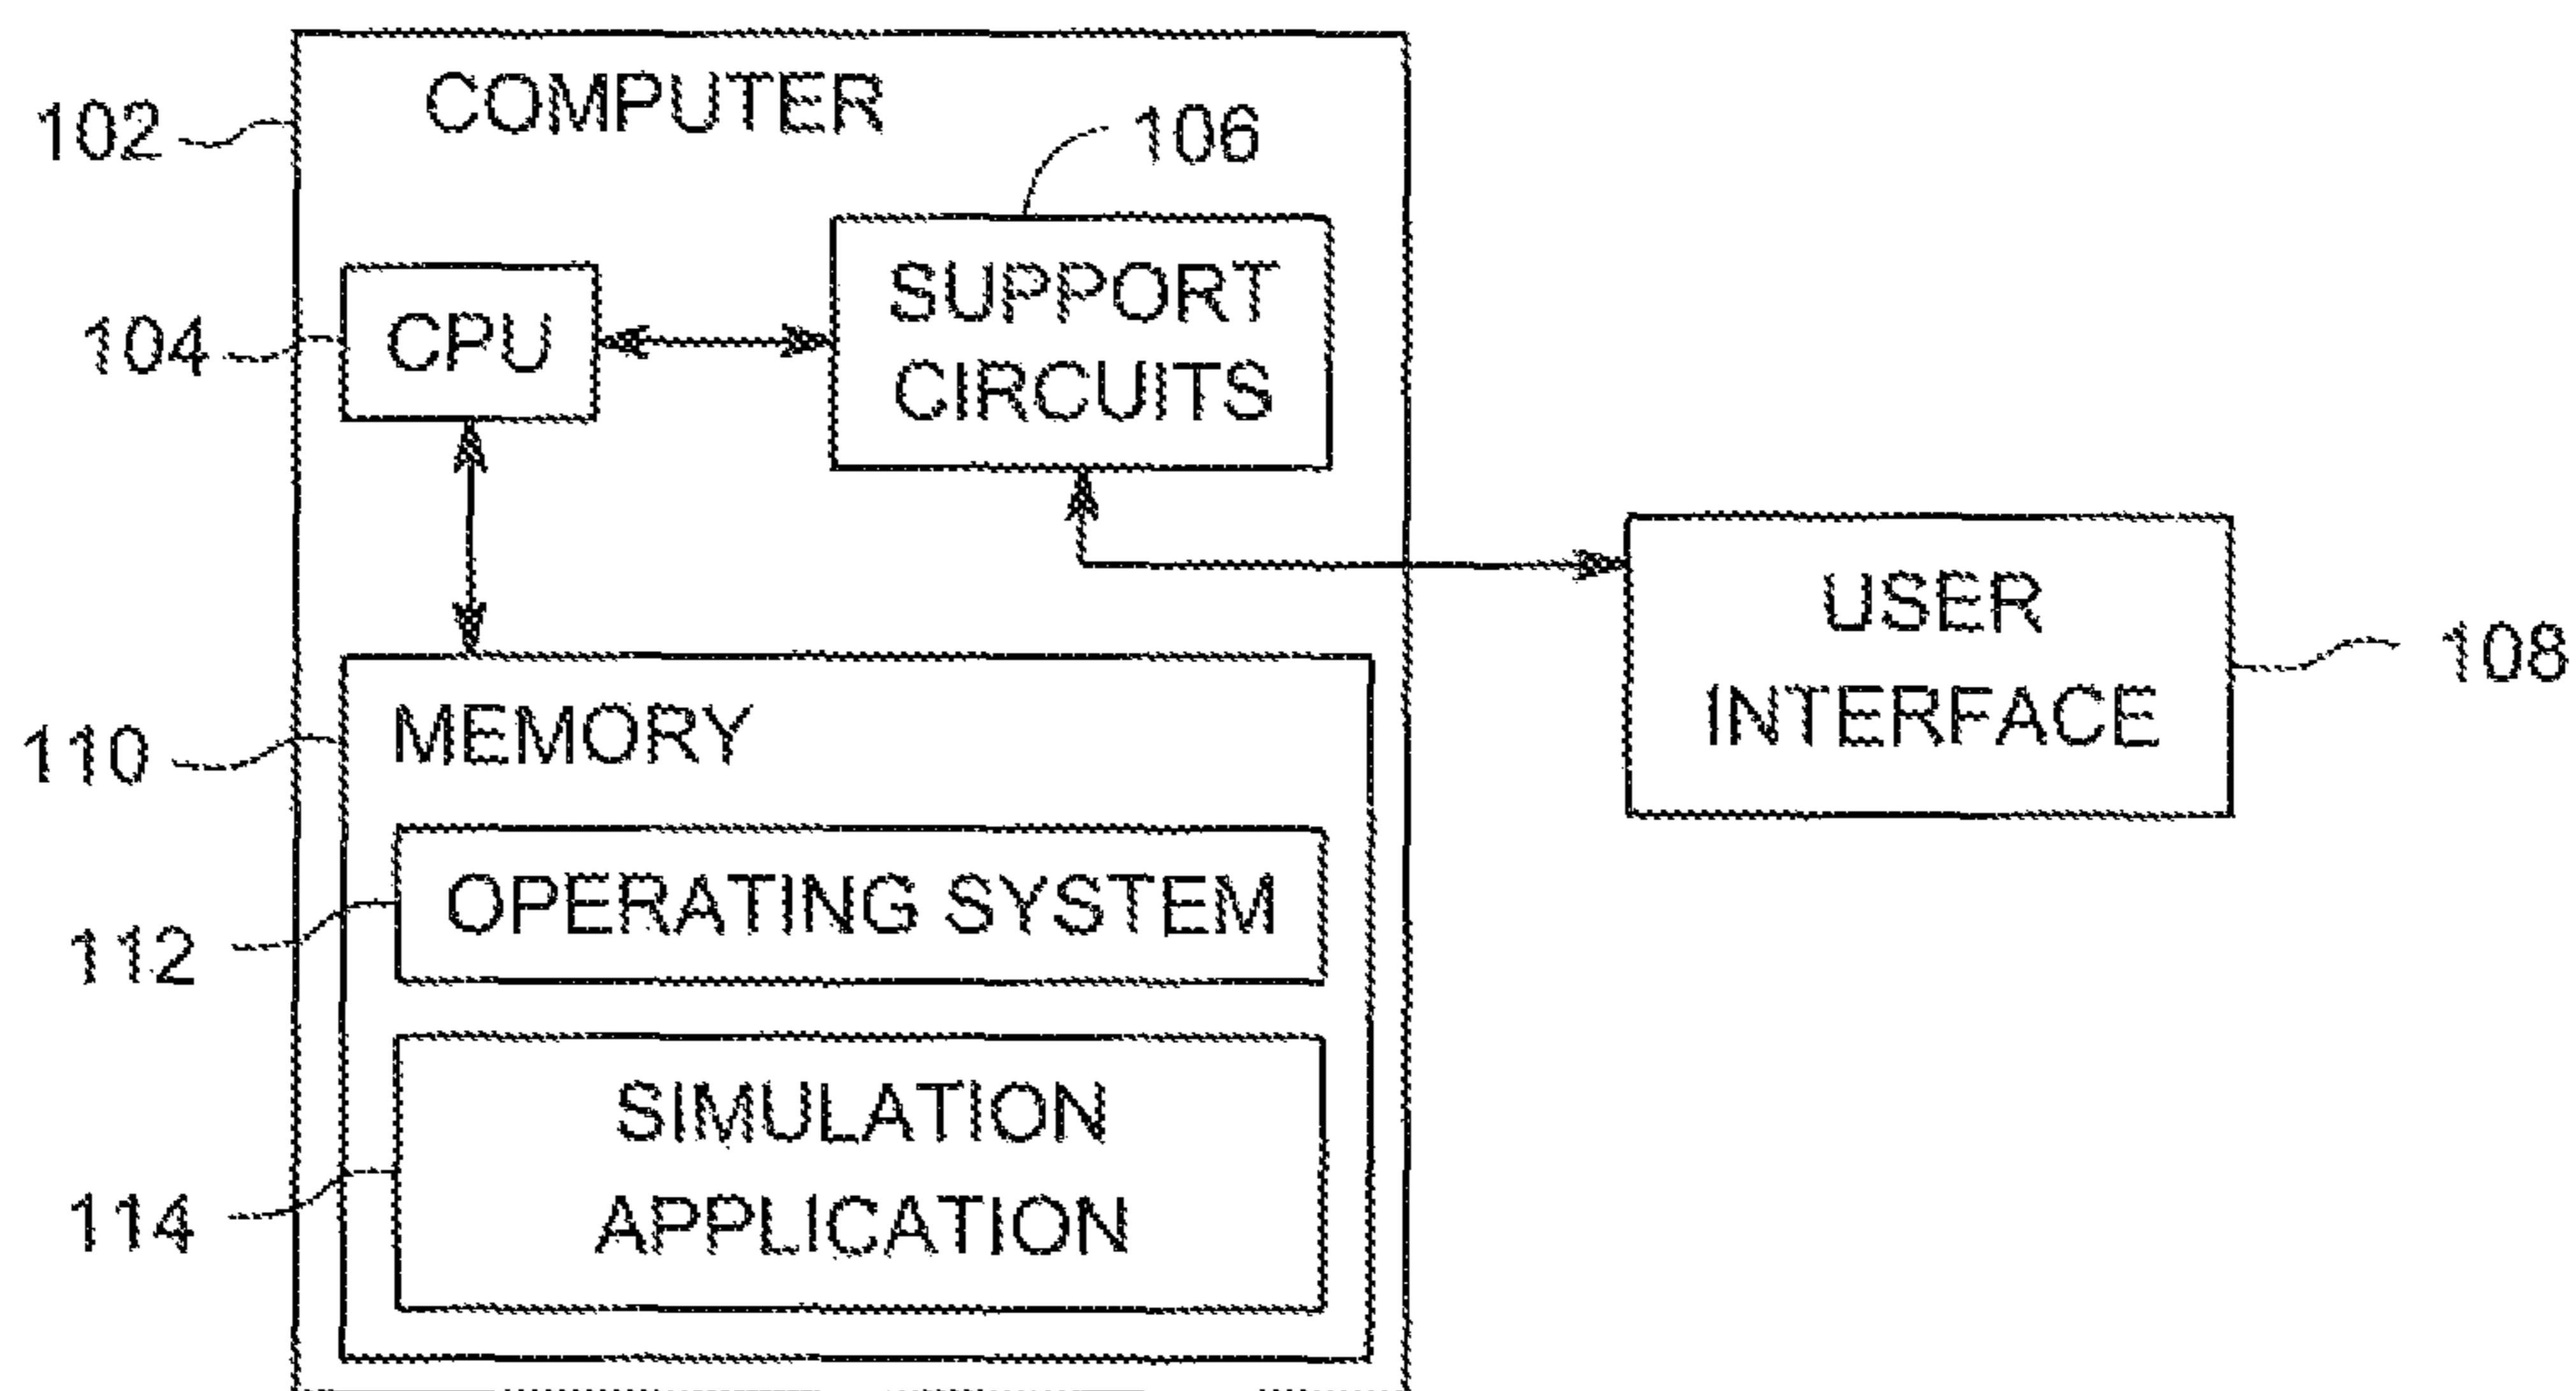 COMPUTER
102
106
SUPPORT
CIRCUITS
CPU
104
USER
INTERFACE
108
MEMORY
110
OPERATING SYSTEM
112
SIMULATION
APPLICATION
114